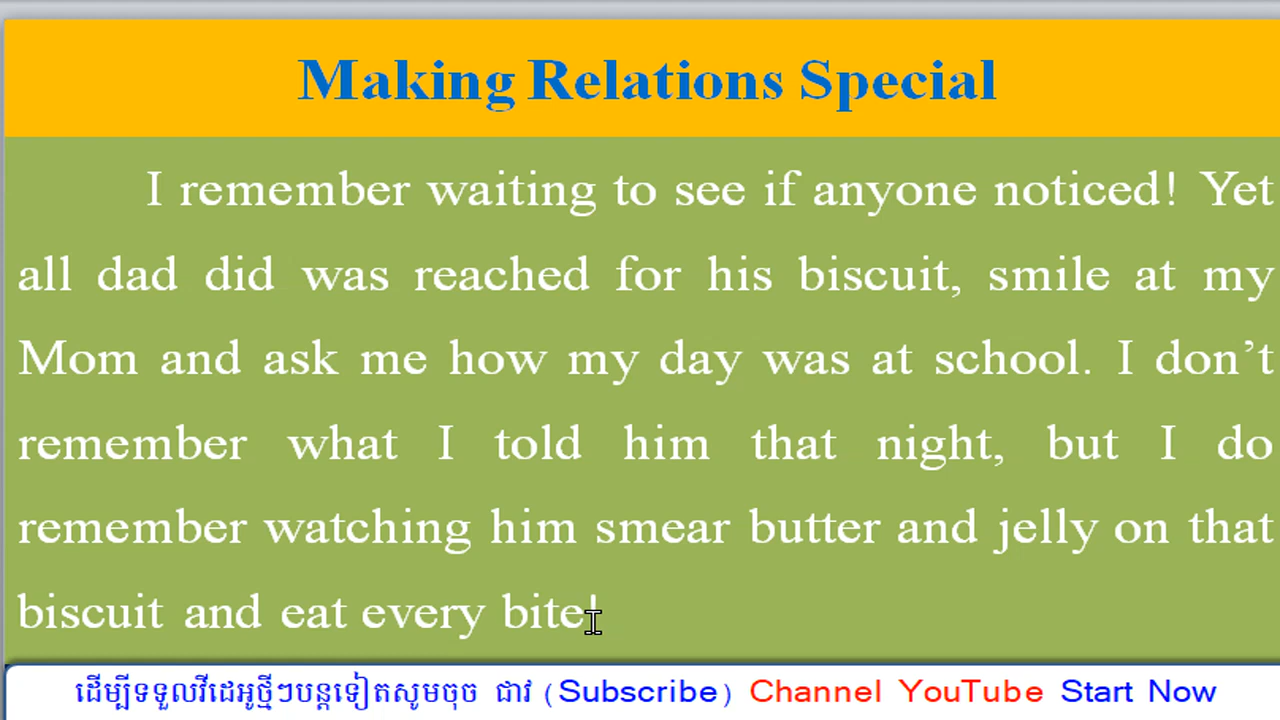 Making Relations Special
I remember waiting to see if anyone noticed! Yet
all dad did was reached for his biscuit, smile at my
Mom and ask me how my day was at school. I don’t
remember what I told him that night, but I do
remember watching him smear butter and jelly on that
biscuit and eat every bite!
ដើម្បីទទួលវីដេអូថ្មីៗបន្តទៀតសូមចុច ជាវ (Subscribe) Channel YouTube Start Now